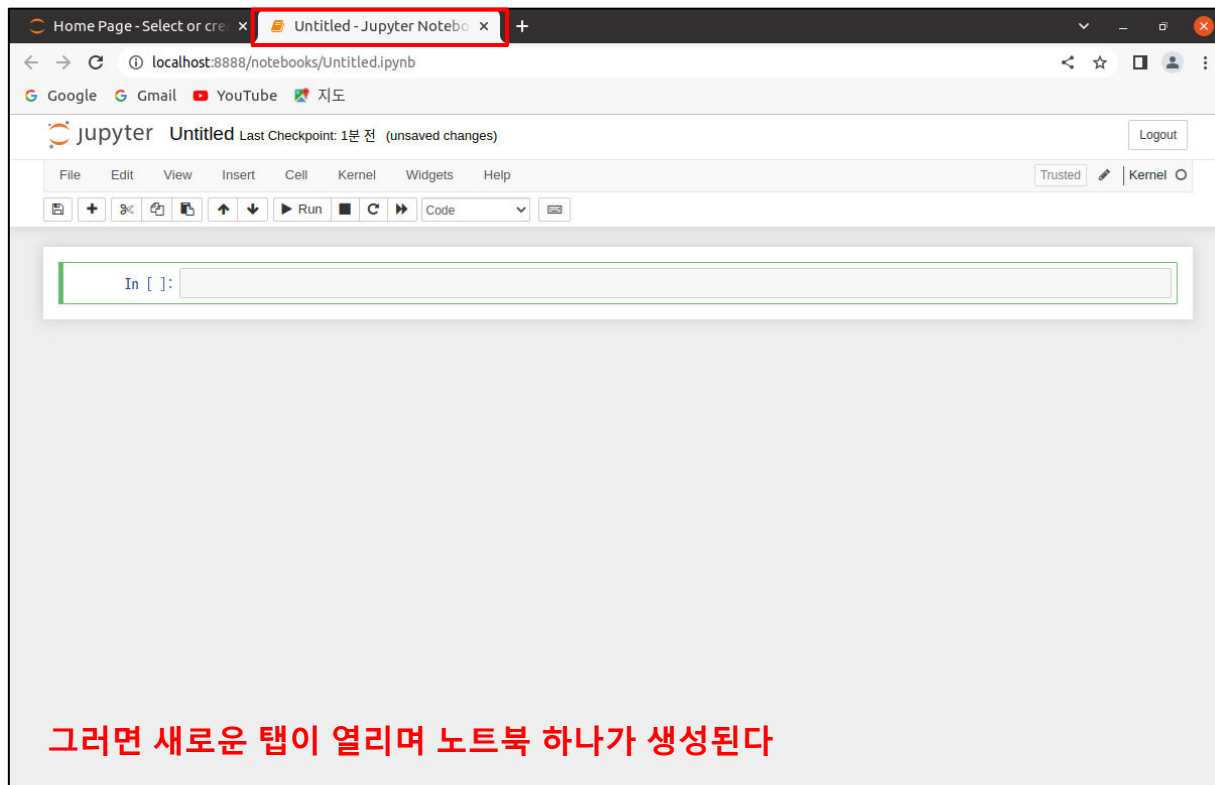 Home Page - Select or cre
Untitled - Jupyter Notebo
localhost:8888/notebooks/Untitled.ipynb
Google Gmail YouTube 지도
jupyter Untitled Last Checkpoint: 1분 전 (unsaved changes) Logout
File Edit View Insert Cell Kernel Widgets Help Trusted Kernel
Run Code
In [ ]:
그러면 새로운 탭이 열리며 노트북 하나가 생성된다